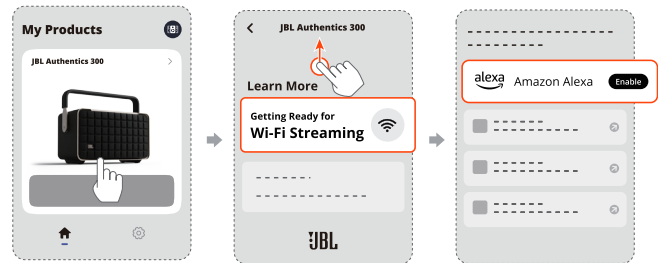 My Products
JBL Authentics 300
JBL Authentics 300
Learn More
Getting Ready for
Wi-Fi Streaming
JBL
alexa Amazon Alexa Enable